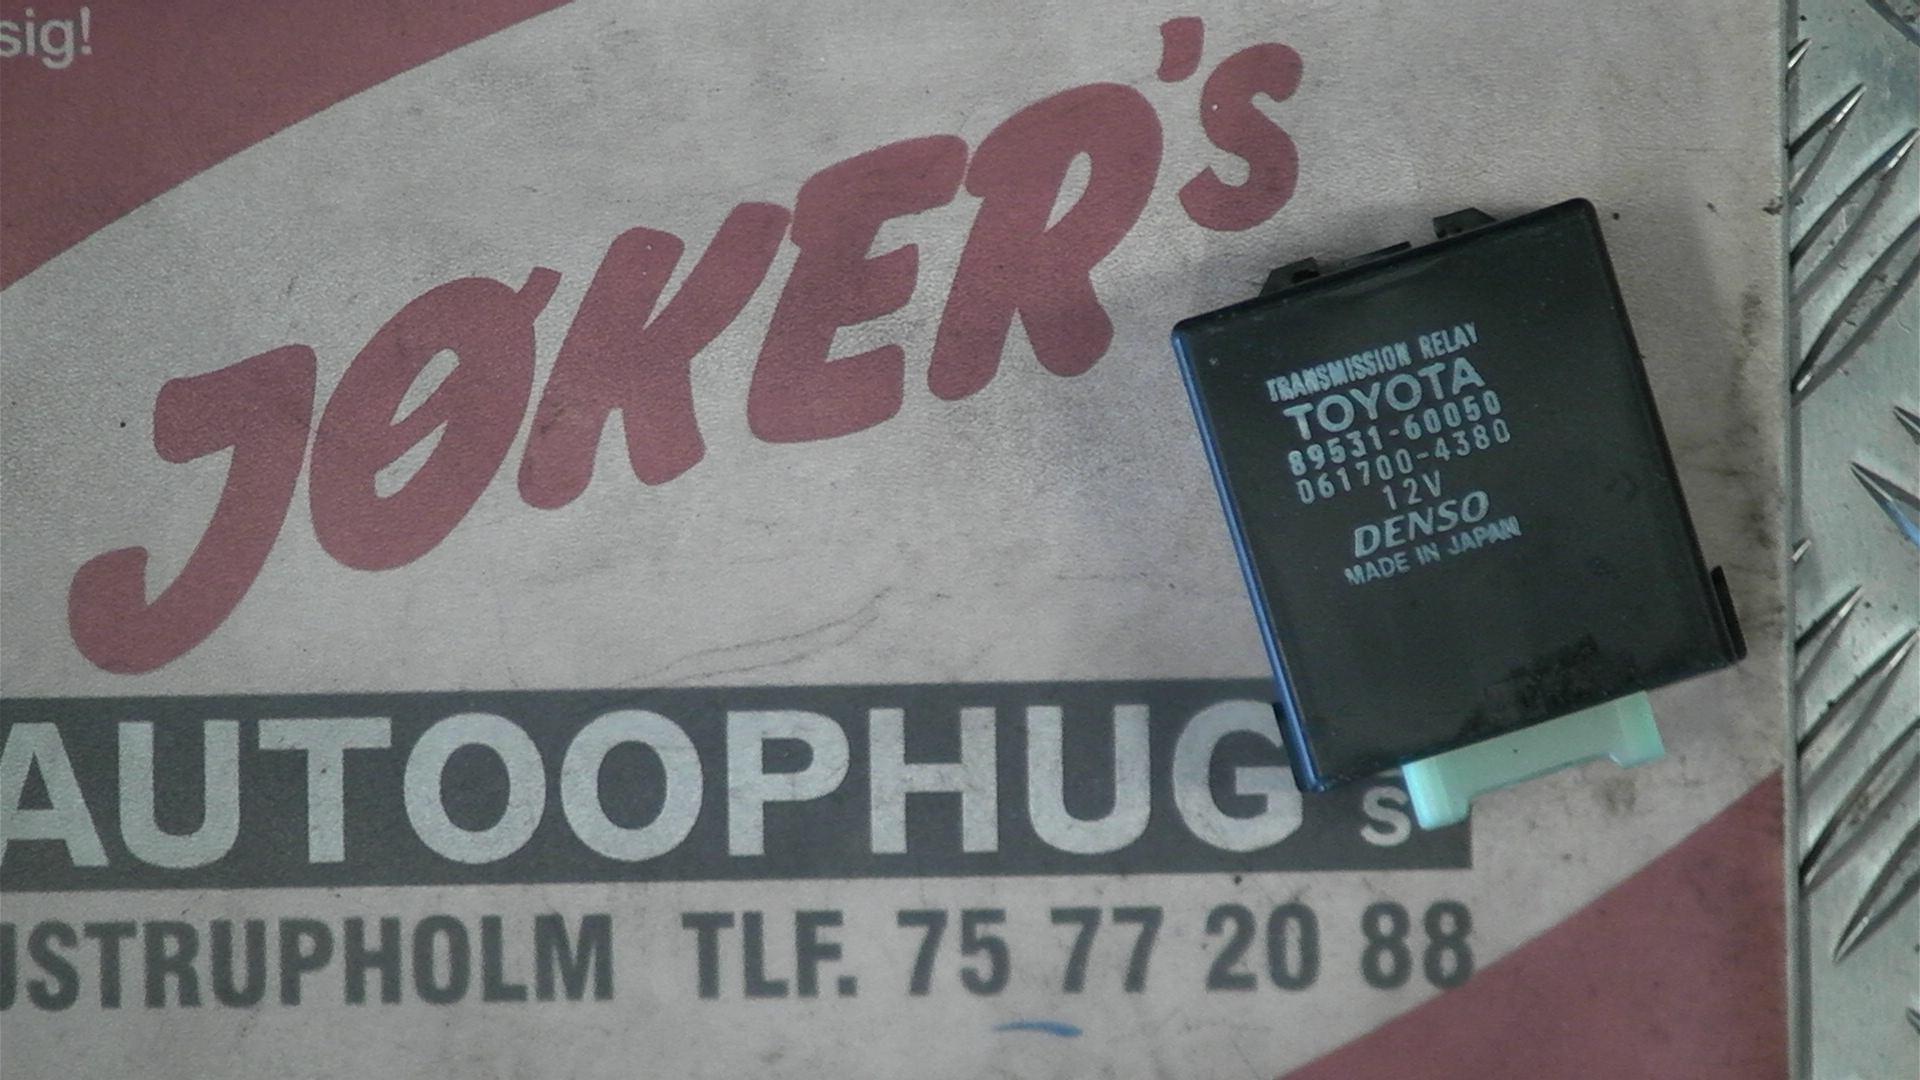 sig!
JØKER's
AUTOOPHUG
S
USTRUPHOLM TLF. 75 77 20 88
TRANSMISSION RELAY
TOYOTA
89531-60050
061700-4380
12V
DENSO
MADE IN JAPAN